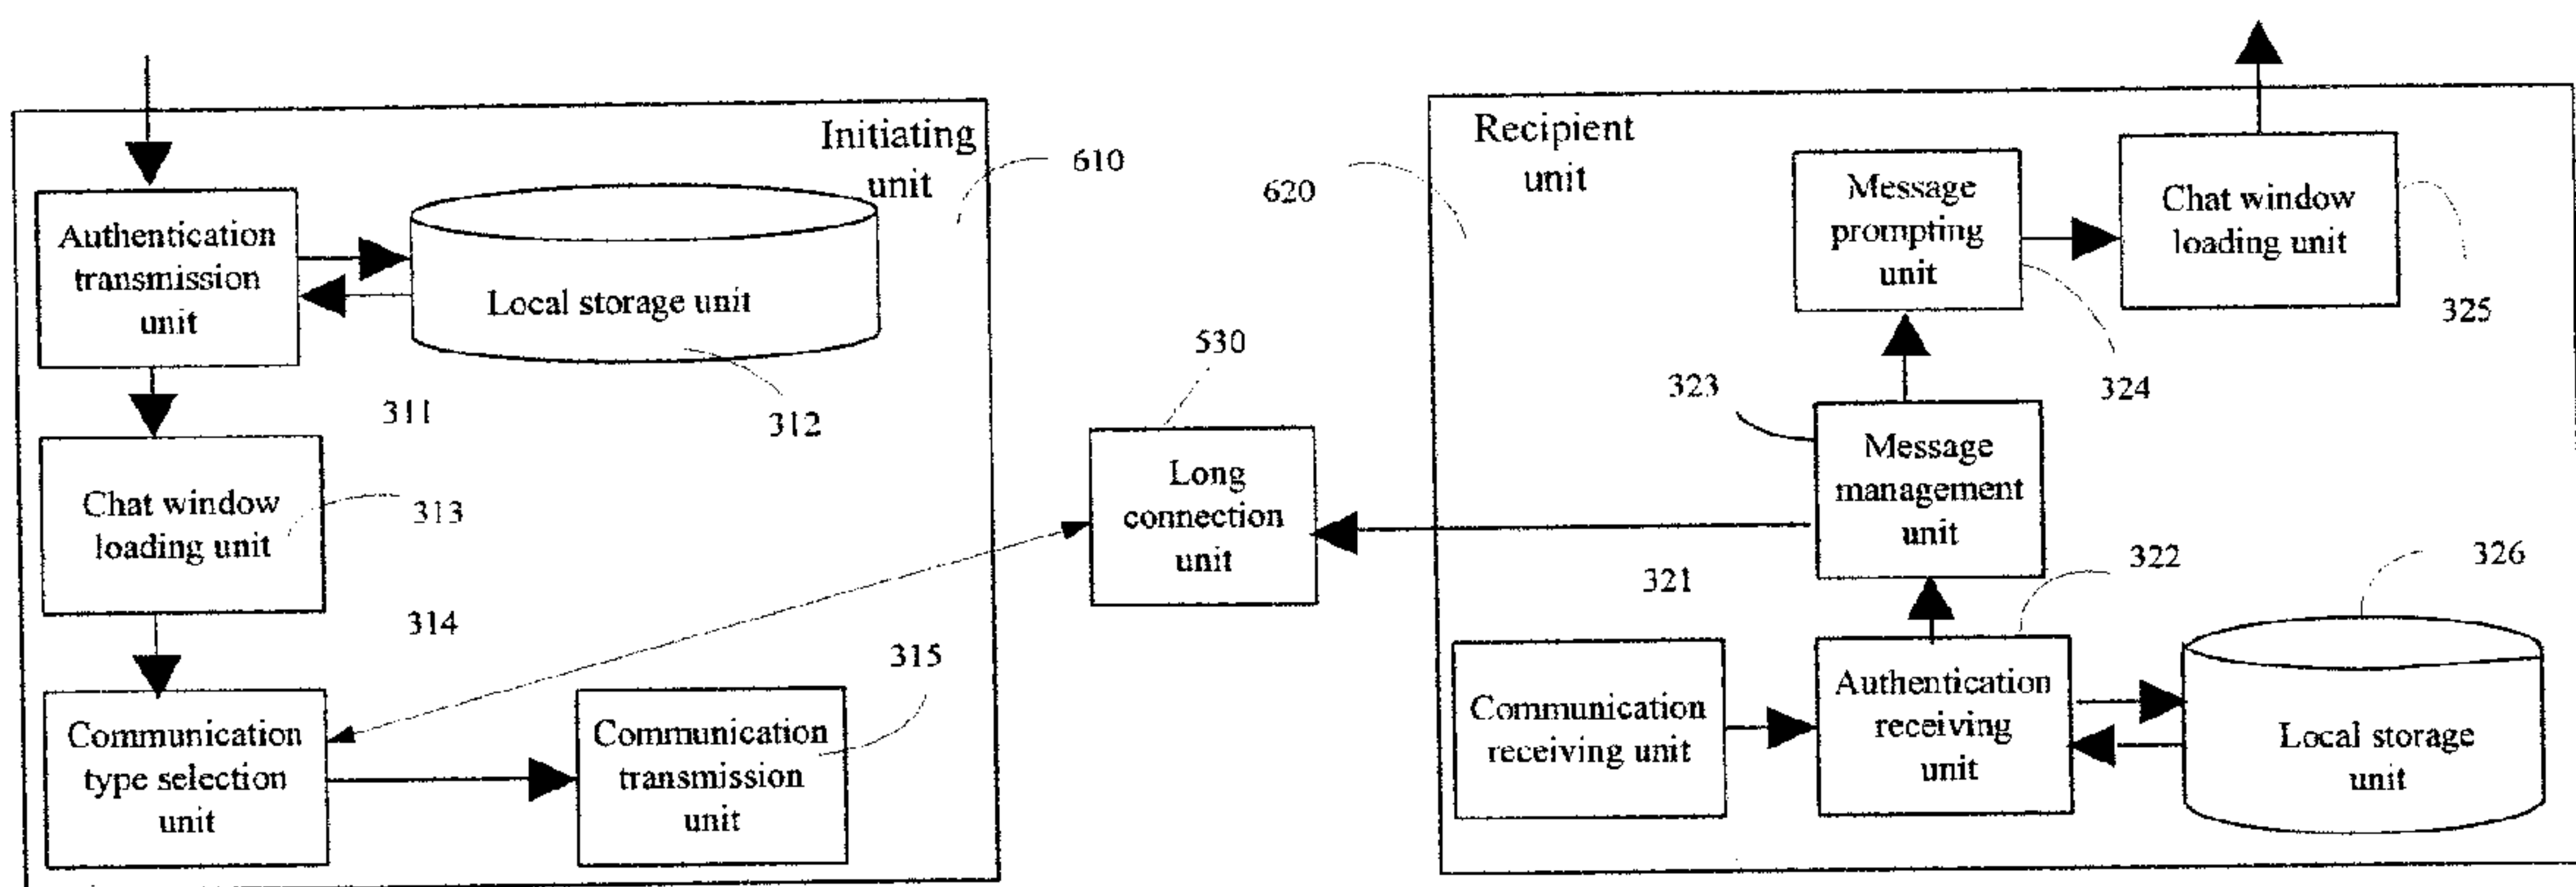 Initiating
unit
610
Authentication
transmission
unit
Local storage unit
311
312
Chat window
loading unit
313
314
315
Communication
type selection
unit
Communication
transmission
unit
530
Long
connection
unit
620
Recipient
unit
Message
prompting
unit
Chat window
loading unit
325
324
323
Message
management
unit
321
322
326
Communication
receiving unit
Authentication
receiving
unit
Local storage
unit